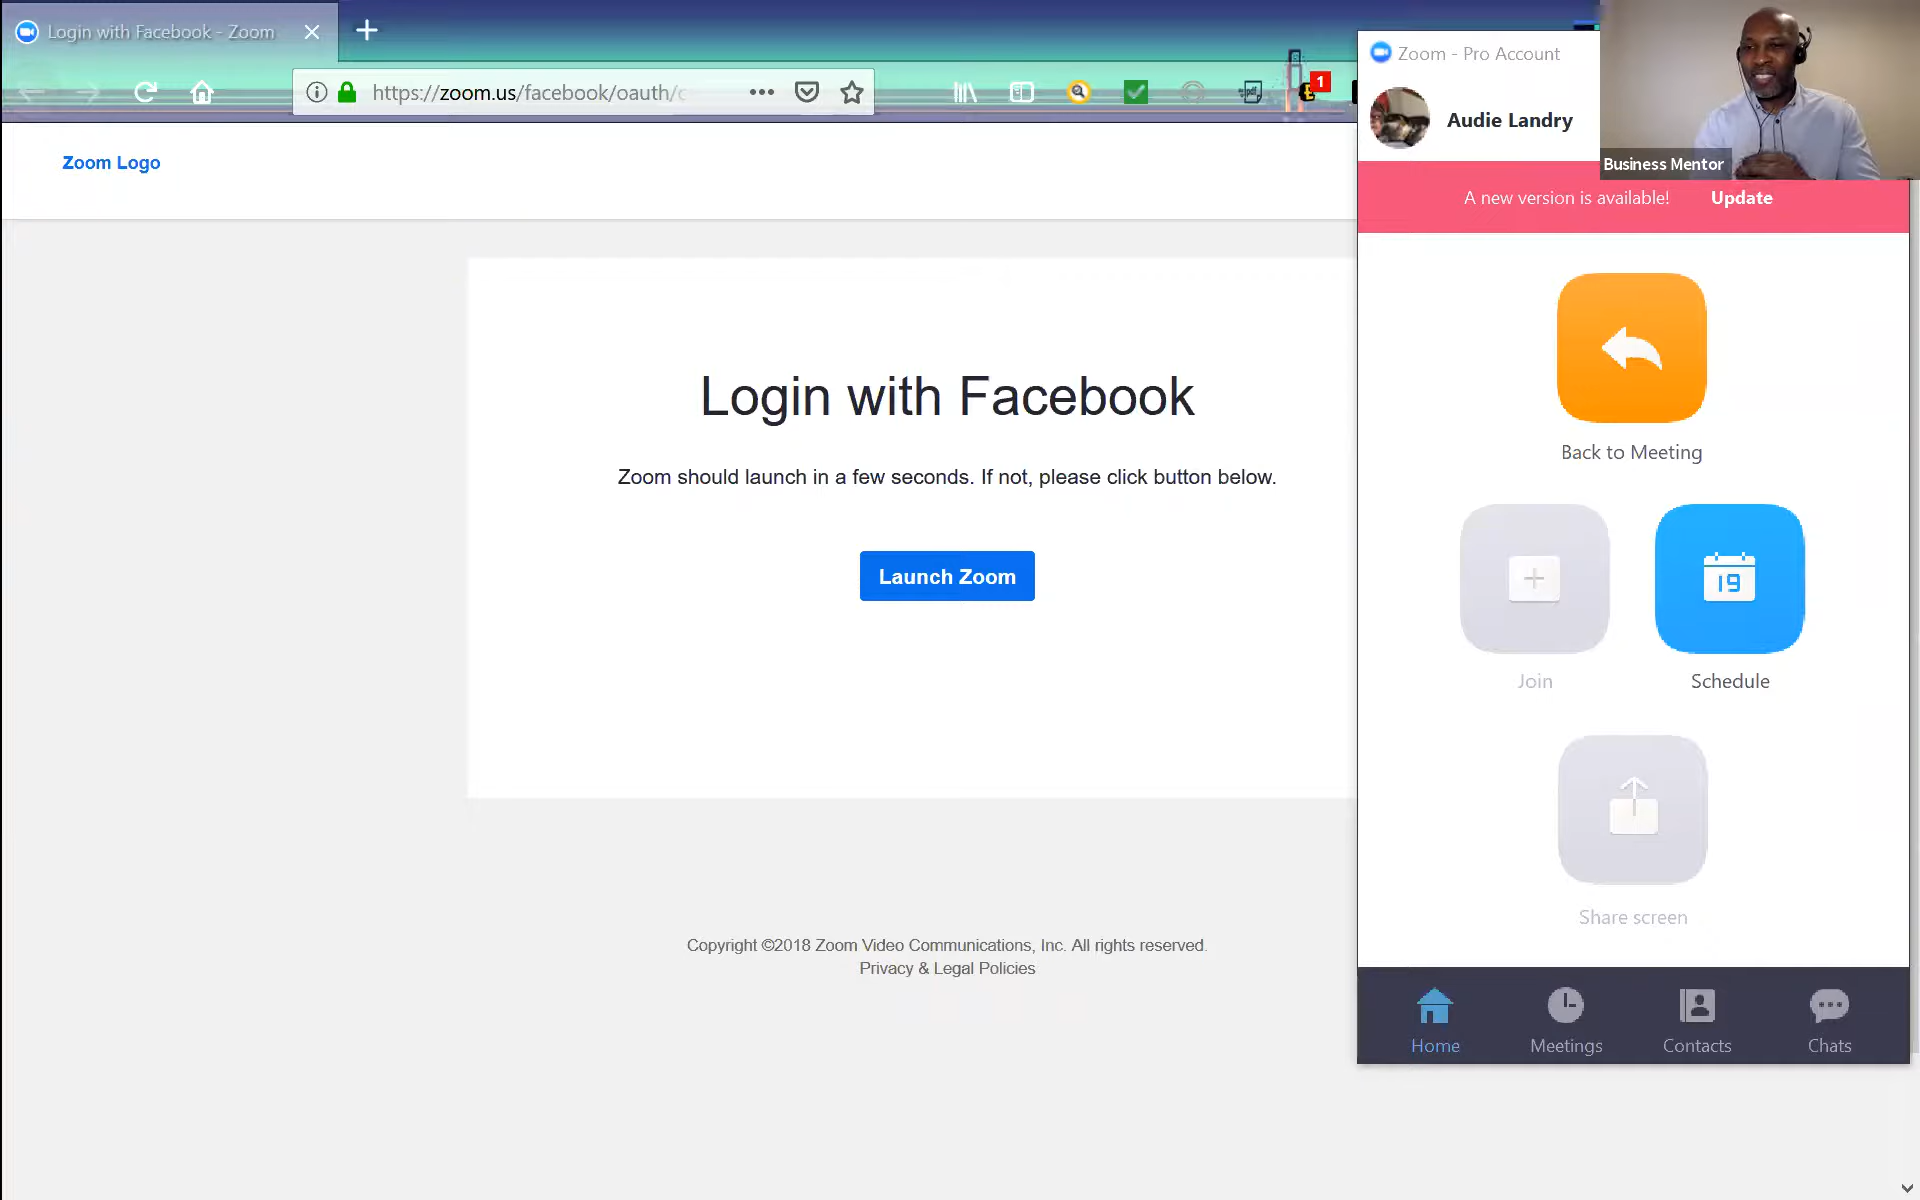 Login with Facebook - Zoom
https://zoom.us/facebook/oauth/
1
Zoom - Pro Account
Audie Landry
Business Mentor
Zoom Logo
A new version is available! Update
Login with Facebook
Zoom should launch in a few seconds. If not, please click button below.
Launch Zoom
Back to Meeting
19
Join
Schedule
Share screen
Copyright ©2018 Zoom Video Communications, Inc. All rights reserved.
Privacy & Legal Policies
Home
Meetings
Contacts
Chats